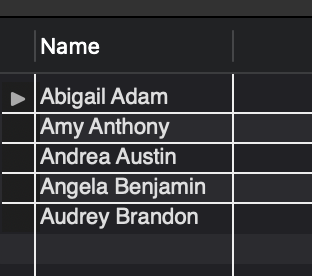 Name
Abigail Adam
Amy Anthony
Andrea Austin
Angela Benjamin
Audrey Brandon